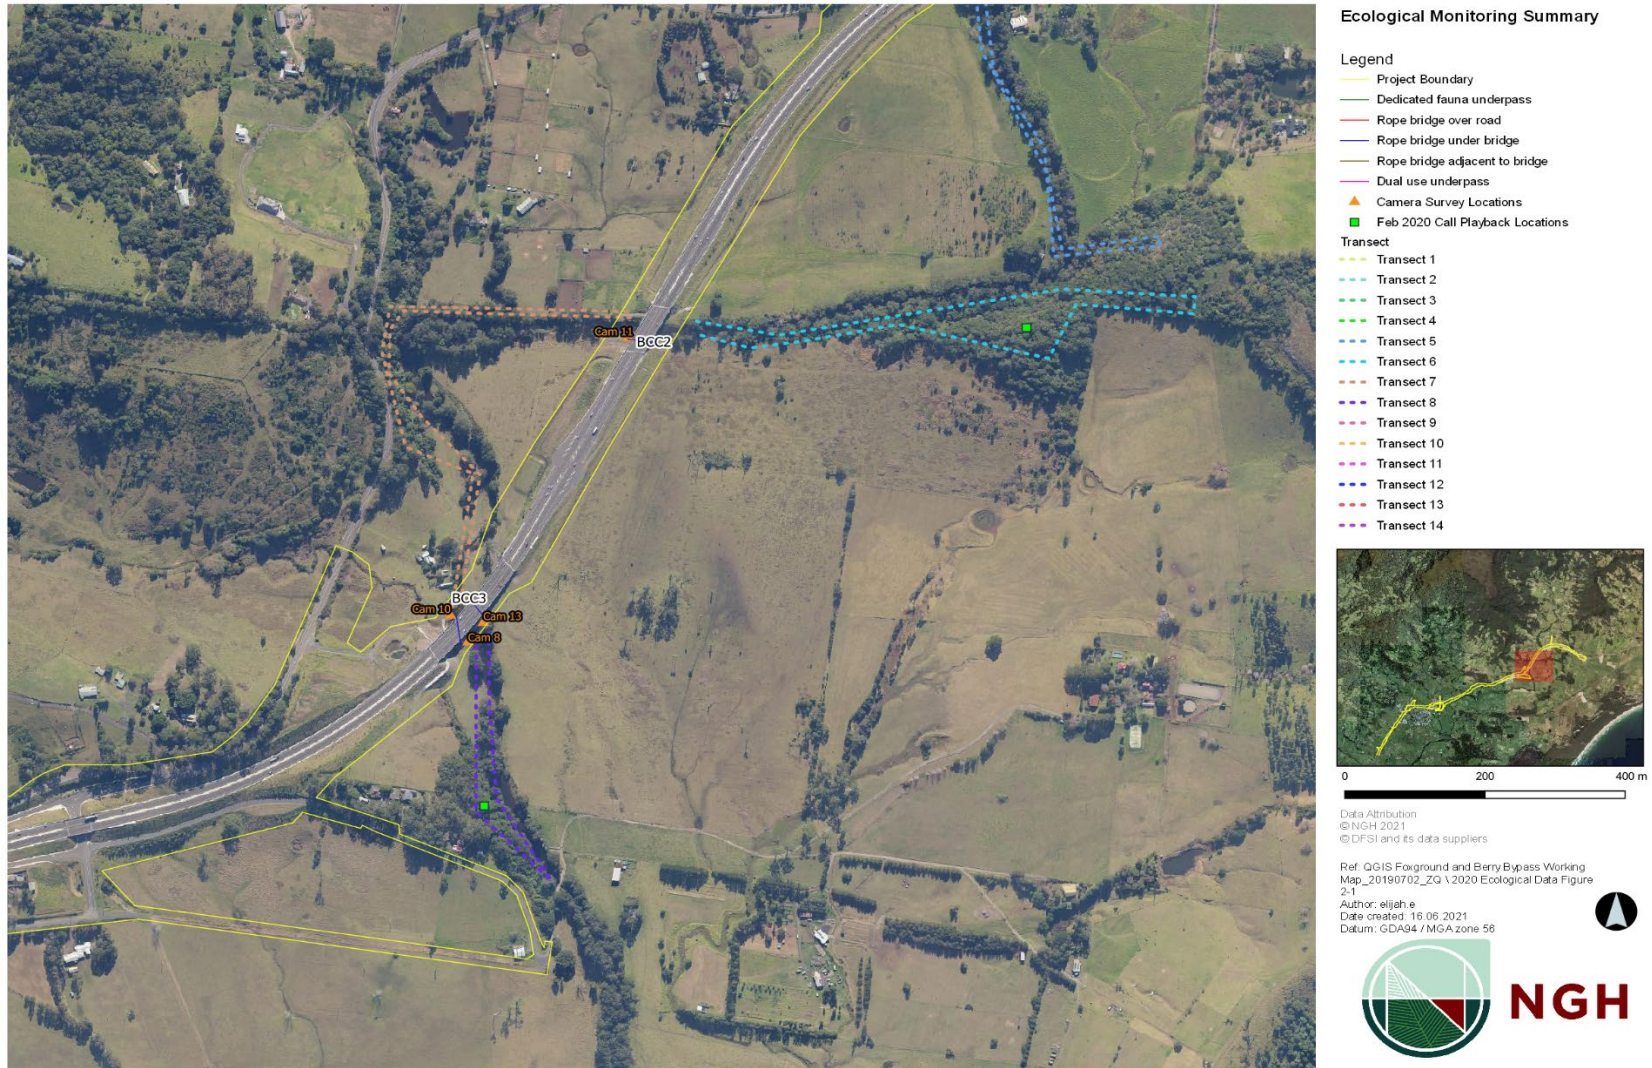 Ecological Monitoring Summary
Legend
Project Boundary
Dedicated fauna underpass
Rope bridge over road
Rope bridge under bridge
Rope bridge adjacent to bridge
Dual use underpass
Camera Survey Locations
Feb 2020 Call Playback Locations
Transect
Transect 1
Transect 2
Transect 3
Transect 4
Transect 5
Transect 6
Transect 7
Transect 8
Transect 9
Transect 10
Transect 11
Transect 12
Transect 13
Transect 14
Cam 11
BCC2
BCC3
Cam 10
Cam 13
Cam 8
0 200 400 m
Data Attribution
© NGH 2021
© DFSI and its data suppliers
Ref: QGIS Foxground and Berry Bypass Working
Map_20190702_ZQ \ 2020 Ecological Data Figure
2-1
Author: elijah.e
Date created: 16.06.2021
Datum: GDA94 / MGA zone 56
NGH